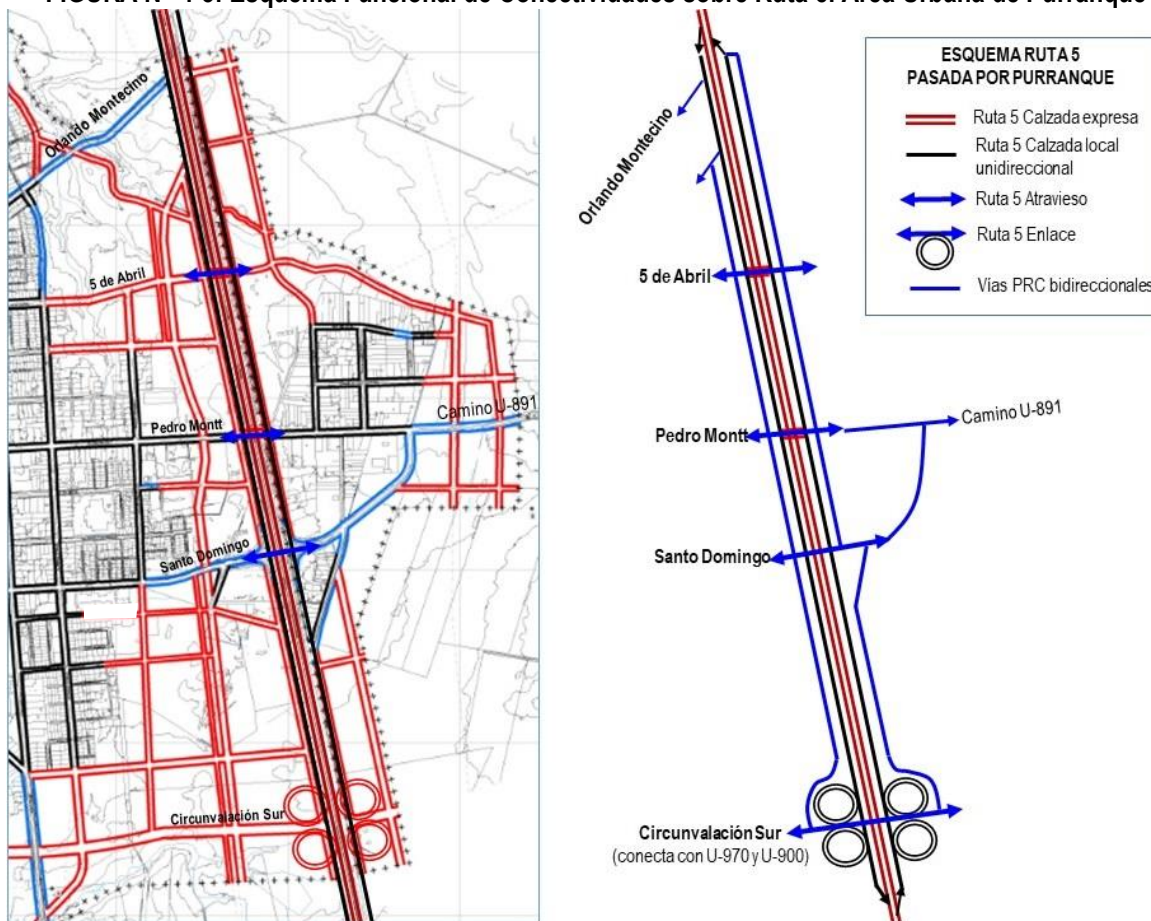 Orlando Montecino
5 de Abril
Pedro Montt
Camino U-891
Santo Domingo
Circunvalación Sur
Orlando Montecino
5 de Abril
Pedro Montt
Camino U-891
Santo Domingo
Circunvalación Sur
(conecta con U-970 y U-900)
ESQUEMA RUTA 5
PASADA POR PURRANQUE
Ruta 5 Calzada expresa
Ruta 5 Calzada local
unidireccional
Ruta 5 Atravieso
Ruta 5 Enlace
Vías PRC bidireccionales